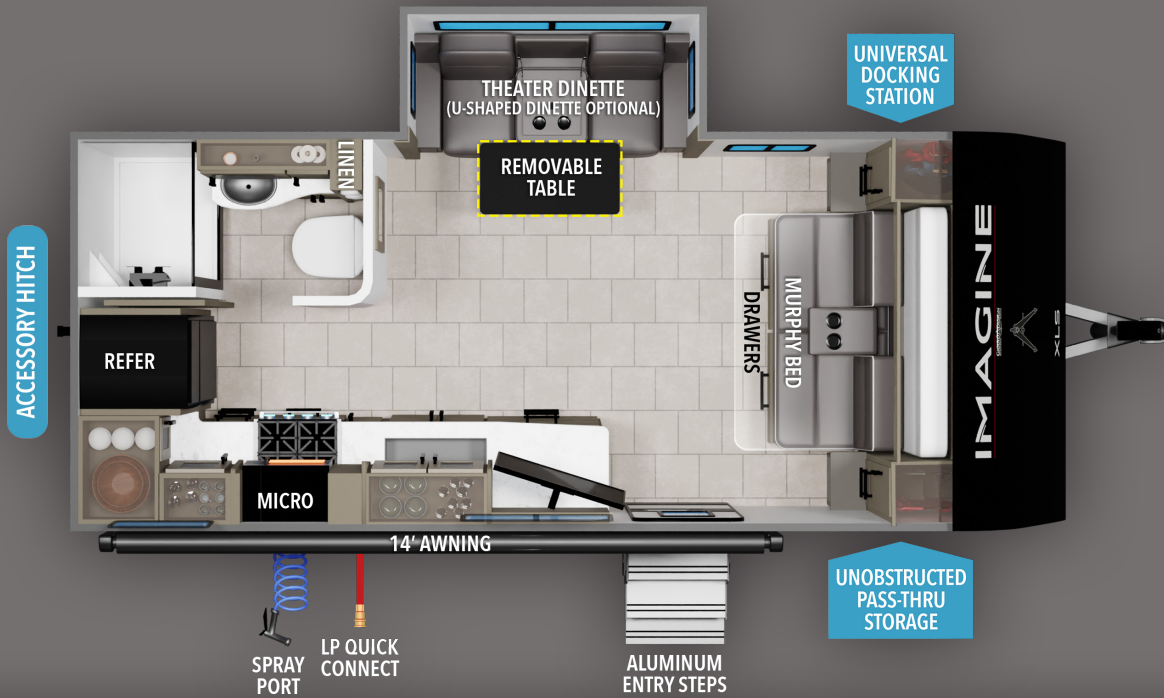 UNIVERSAL
DOCKING
STATION
THEATER DINETTE
(U-SHAPED DINETTE OPTIONAL)
REMOVABLE
TABLE
LINEN
ACCESSORY HITCH
REFER
MICRO
DRAWERS
MURPHY BED
IMAGINE
XLS
14' AWNING
UNOBSTRUCTED
PASS-THRU
STORAGE
SPRAY
PORT
LP QUICK
CONNECT
ALUMINUM
ENTRY STEPS